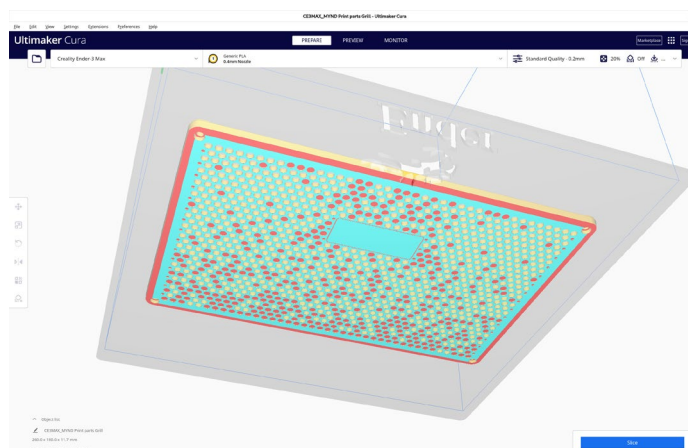 CE3MAX_MYND Print parts Grill - Ultimaker Cura
File Edit View Settings Extensions Preferences Help
Ultimaker Cura PREPARE PREVIEW MONITOR Marketplace
Creality Ender-3 Max Generic PLA Standard Quality - 0.2mm 20% Off
0.4mm Nozzle
Object list
CE3MAX_MYND Print parts Grill
Slice